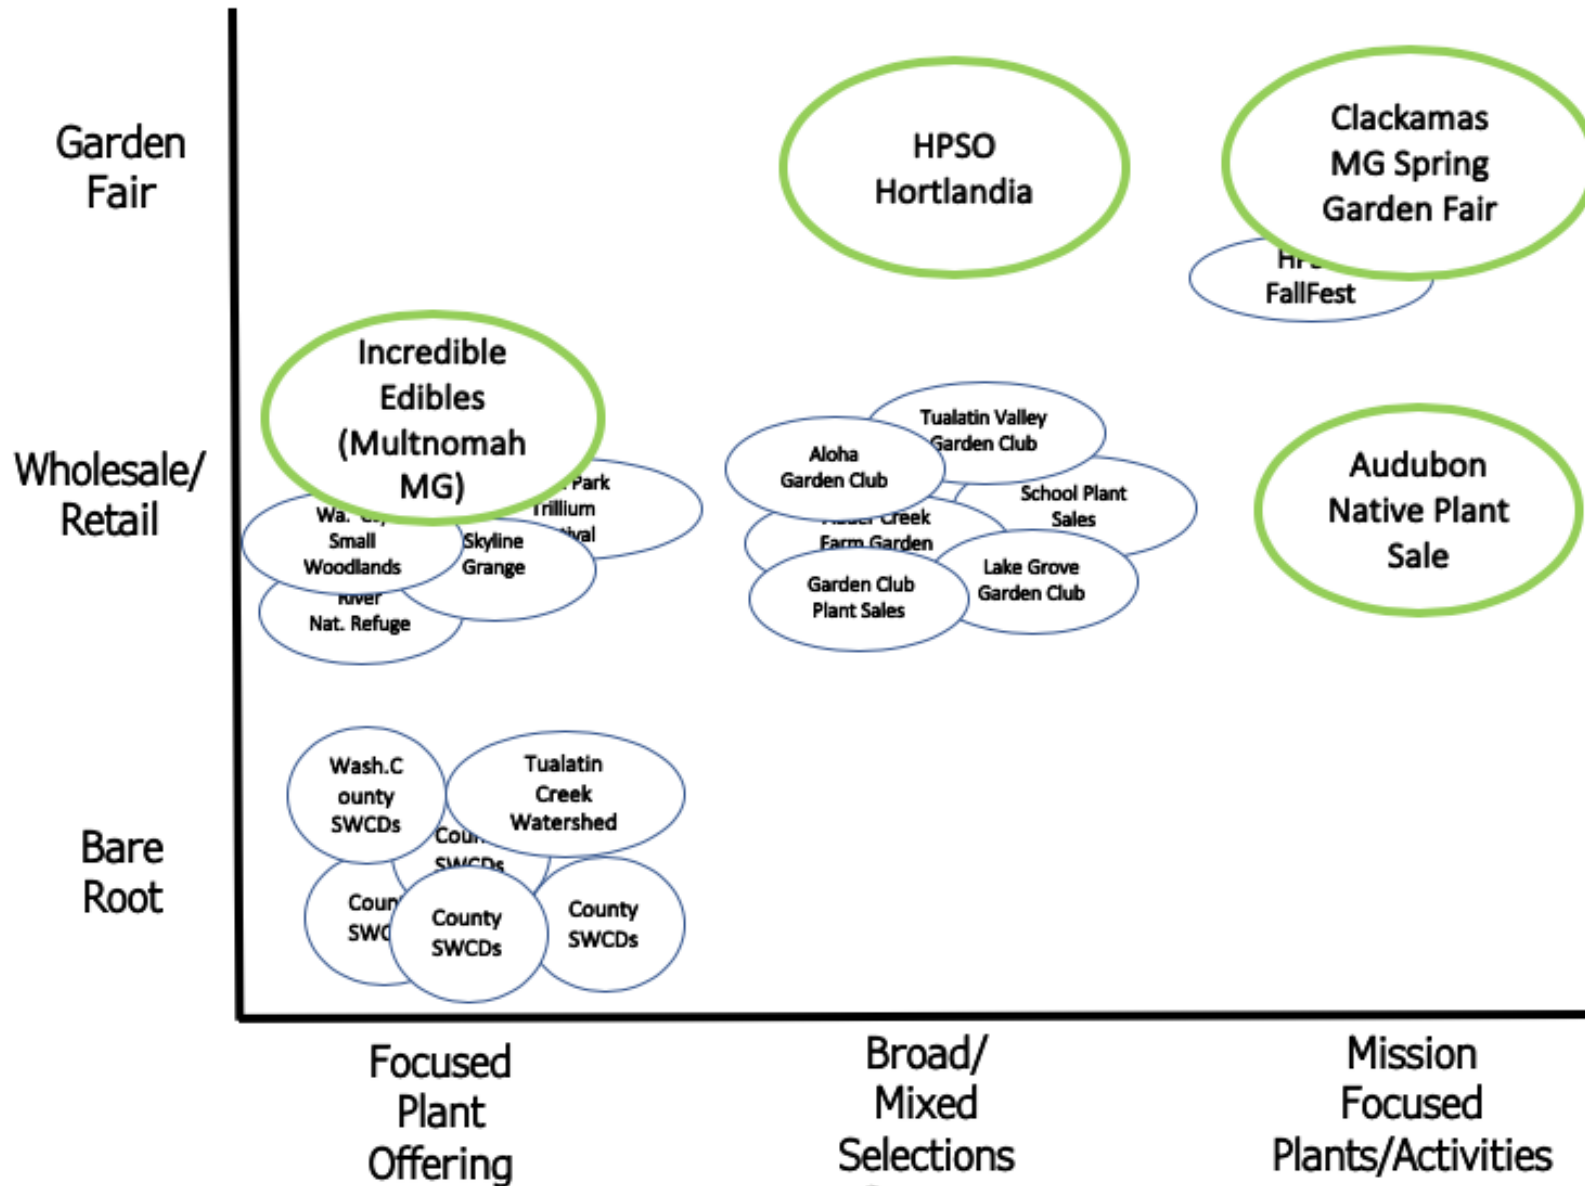 Garden
Fair
HPSO
Hortlandia
Clackamas
MG Spring
Garden Fair
FallFest
Wholesale/
Retail
Incredible
Edibles
(Multnomah
MG)
Park
Trillium
Small
Woodlands
Skyline
Grange
River
Nat. Refuge
Tualatin Valley
Garden Club
Aloha
Garden Club
School Plant
Sales
Creek
Farm Garden
Lake Grove
Garden Club
Garden Club
Plant Sales
Audubon
Native Plant
Sale
Bare
Root
Wash.C
ounty
SWCDs
Tualatin
Creek
Watershed
SWCDs
County
SWCDs
County
SWCDs
Focused
Plant
Offering
Broad/
Mixed
Selections
Mission
Focused
Plants/Activities